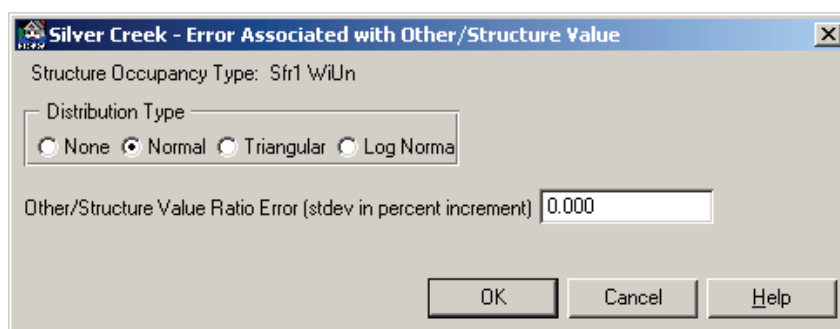 Silver Creek - Error Associated with Other/Structure Value
Structure Occupancy Type: Sfr1 WiUn
Distribution Type
None Normal Triangular Log Norma
Other/Structure Value Ratio Error (stdev in percent increment) 0.000
OK Cancel Help